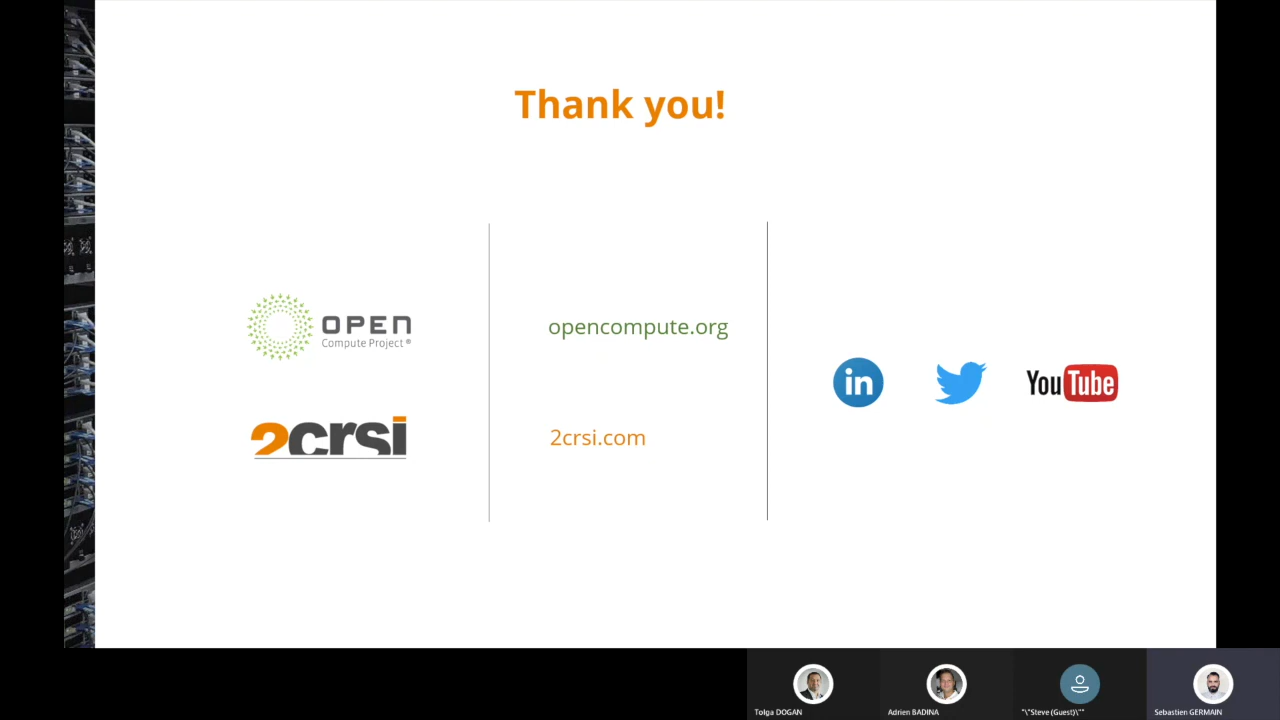 Thank you!
OPEN
Compute Project ®
2crsi
opencompute.org
2crsi.com
in
YouTube
Tolga DOGAN
Adrien BADINA
"\"Steve (Guest)\""
Sebastien GERMAIN